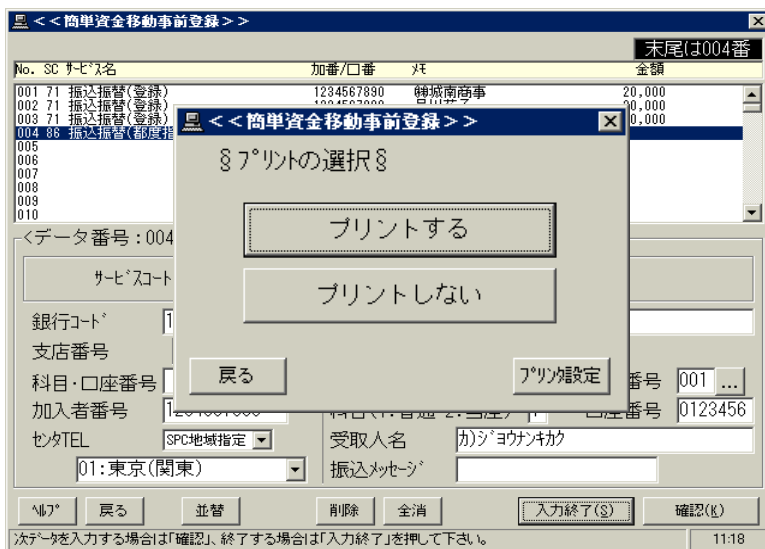 <<簡単資金移動事前登録>>
末尾は004番
No. SC ｻｰﾋﾞｽ名 加番/口番 ﾒﾓ 金額
001 71 振込振替(登録) 1234567890 ㈱城南商事 20,000
002 71 振込振替(登録)
003 71 振込振替(登録)
004 86 振込振替(都度指
005
006
007
008
009
010
<<簡単資金移動事前登録>>
§ﾌﾟﾘﾝﾄの選択§
プリントする
プリントしない
戻る
ﾌﾟﾘﾝﾀ設定
<データ番号:004
ｻｰﾋﾞｽｺｰﾄ
銀行ｺｰﾄﾞ
支店番号
科目・口座番号
番号 001 ...
加入者番号
口座番号 0123456
ｾﾝﾀTEL SPC地域指定
受取人名 ｶ)ｼﾞﾖｳﾅﾝｷｶｸ
01:東京(関東)
振込ﾒｯｾｰｼﾞ
ﾍﾙﾌﾟ 戻る 並替 削除 全消 入力終了(S) 確認(K)
次ﾃﾞｰﾀを入力する場合は「確認」、終了する場合は「入力終了」を押して下さい。 11:18